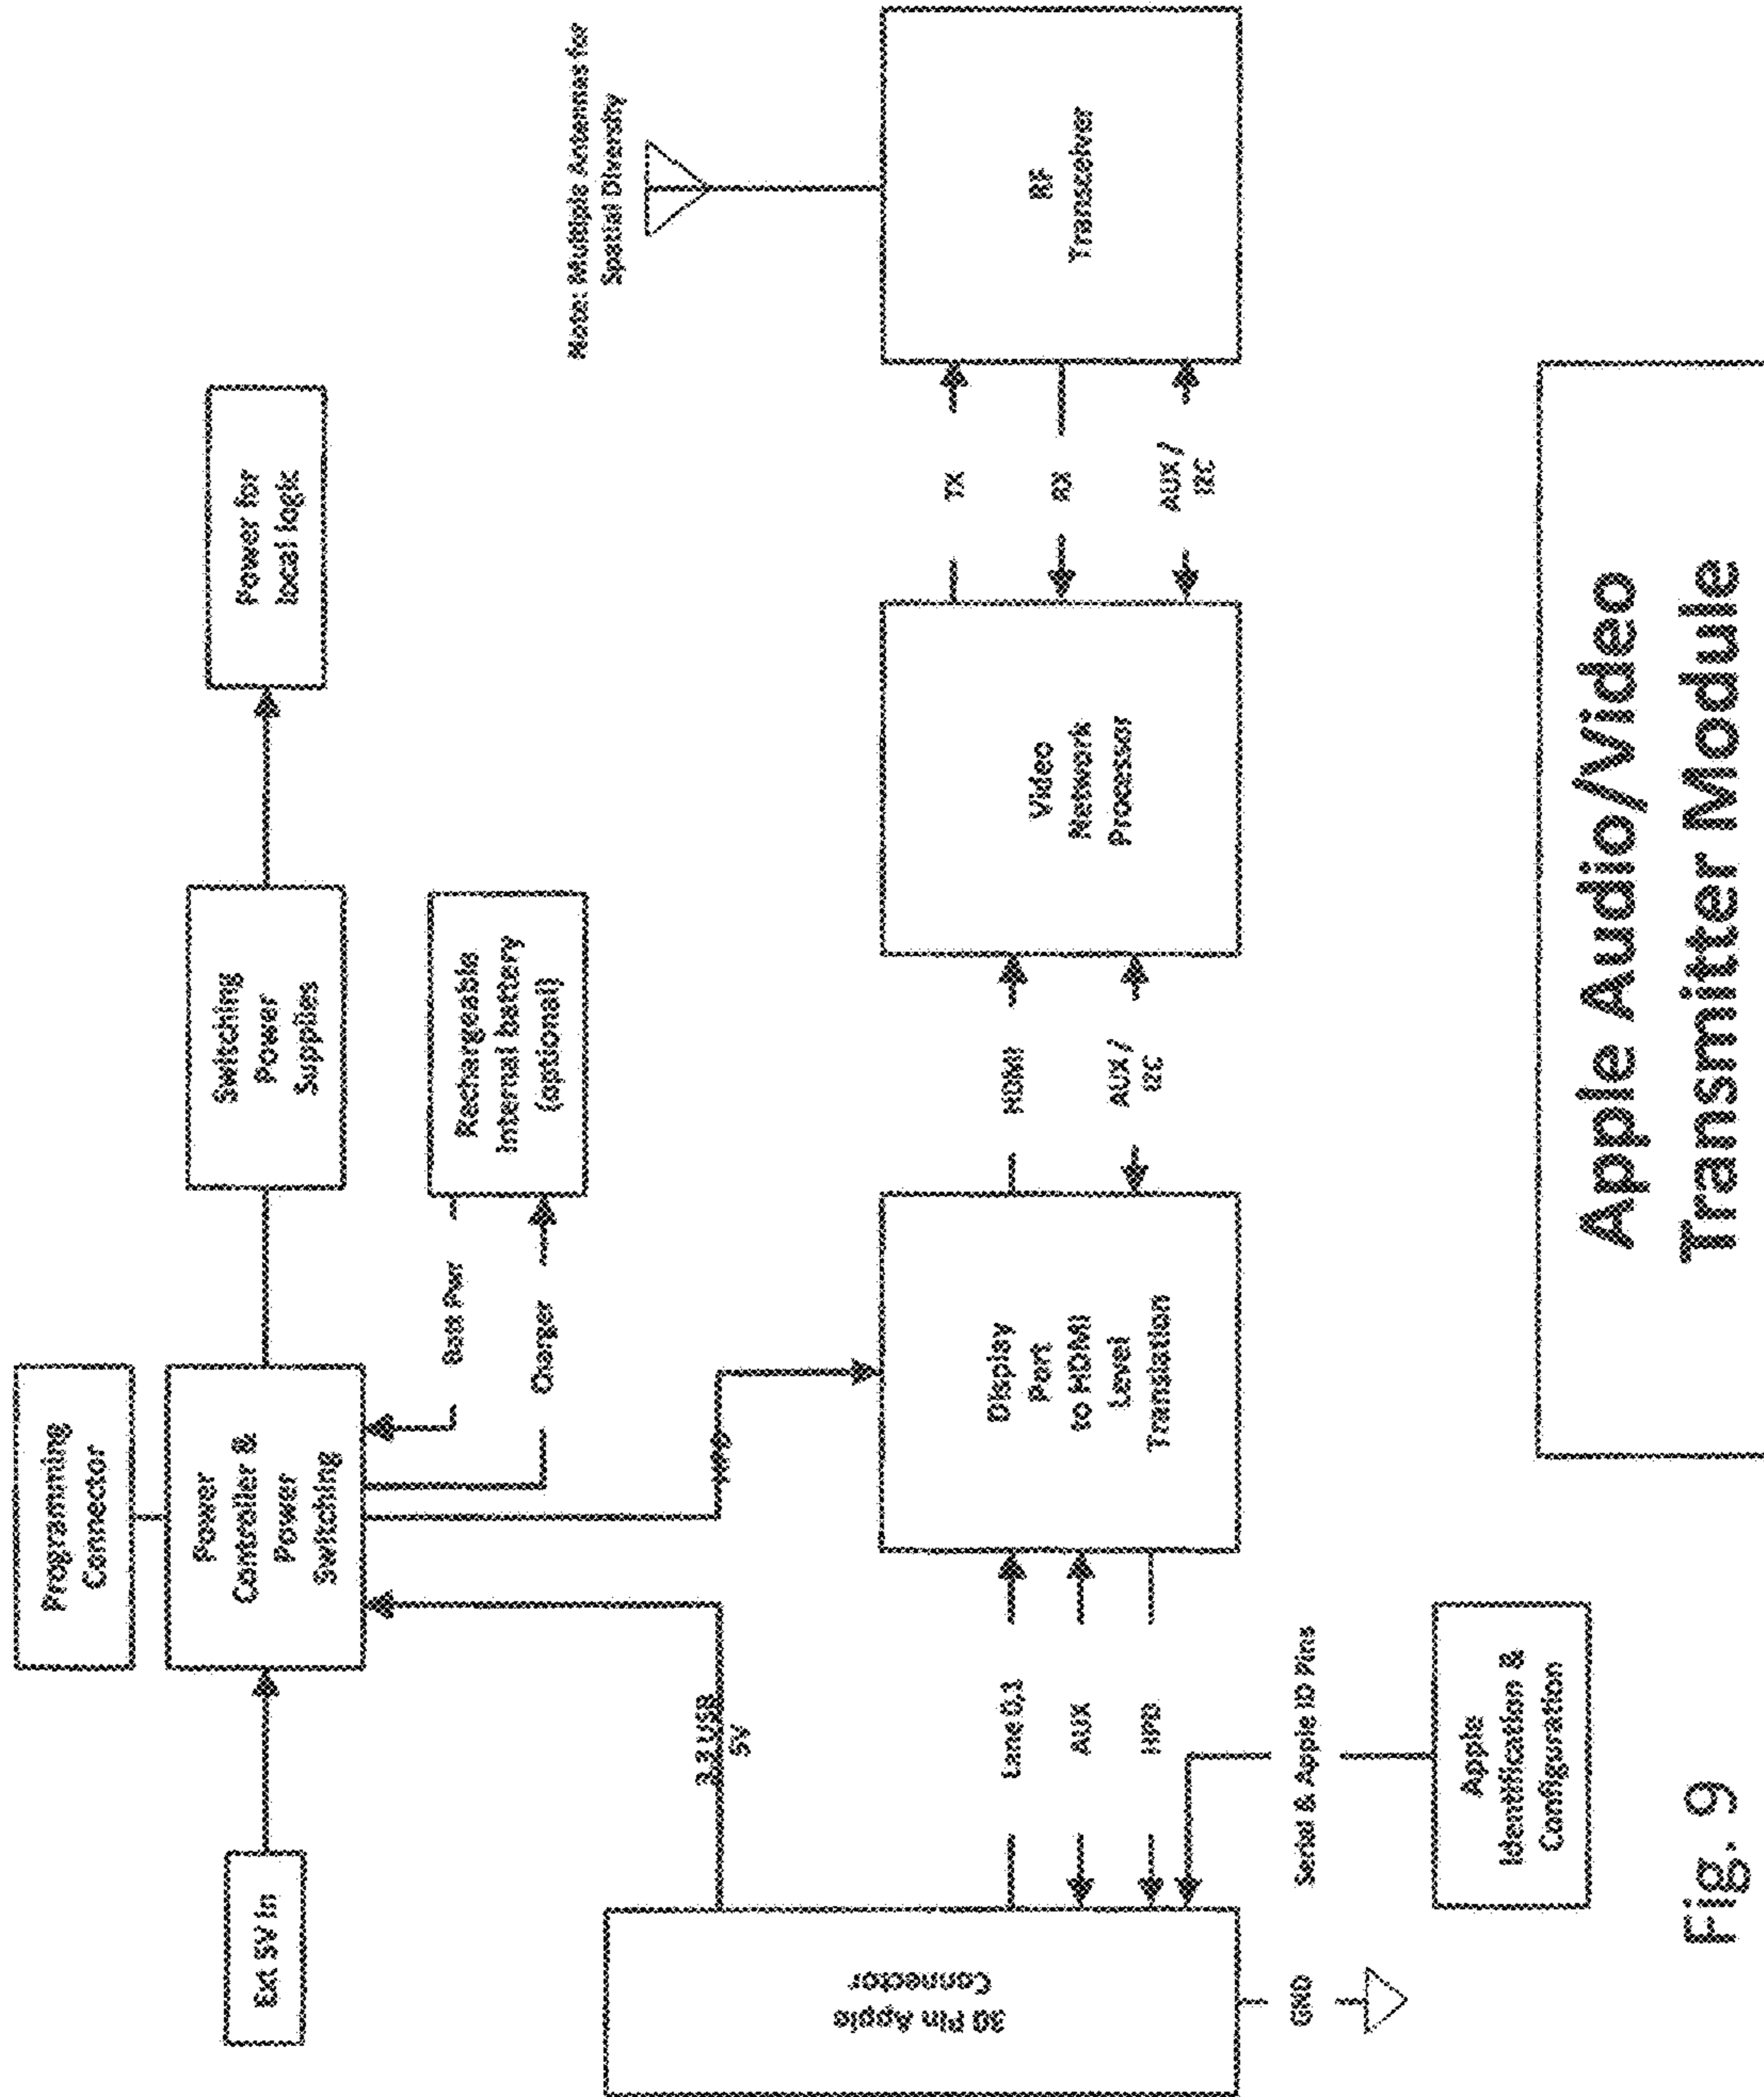 Programming
Connector
Ext 5V In
Power
Controller &
Power
Switching
Switching
Power
Supplies
Power for
local logic
Batt Pwr
Charger
Rechargeable
Internal battery
(optional)
Note: Multiple Antennas for
Spatial Diversity
3.3 USB
5V
30 Pin Apple
Connector
Lane 0,1
AUX
HPD
Display
Port
to HDMI
Level
Translation
HDMI
AUX /
I2C
Video
Network
Processor
TX
RX
AUX /
I2C
RF
Transceiver
GND
Serial & Apple ID Pins
Apple
Identification &
Configuration
Apple Audio/Video
Transmitter Module
Fig. 9